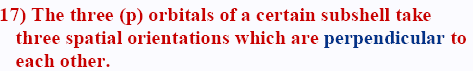 17) The three (p) orbitals of a certain subshell take
three spatial orientations which are perpendicular to
each other.